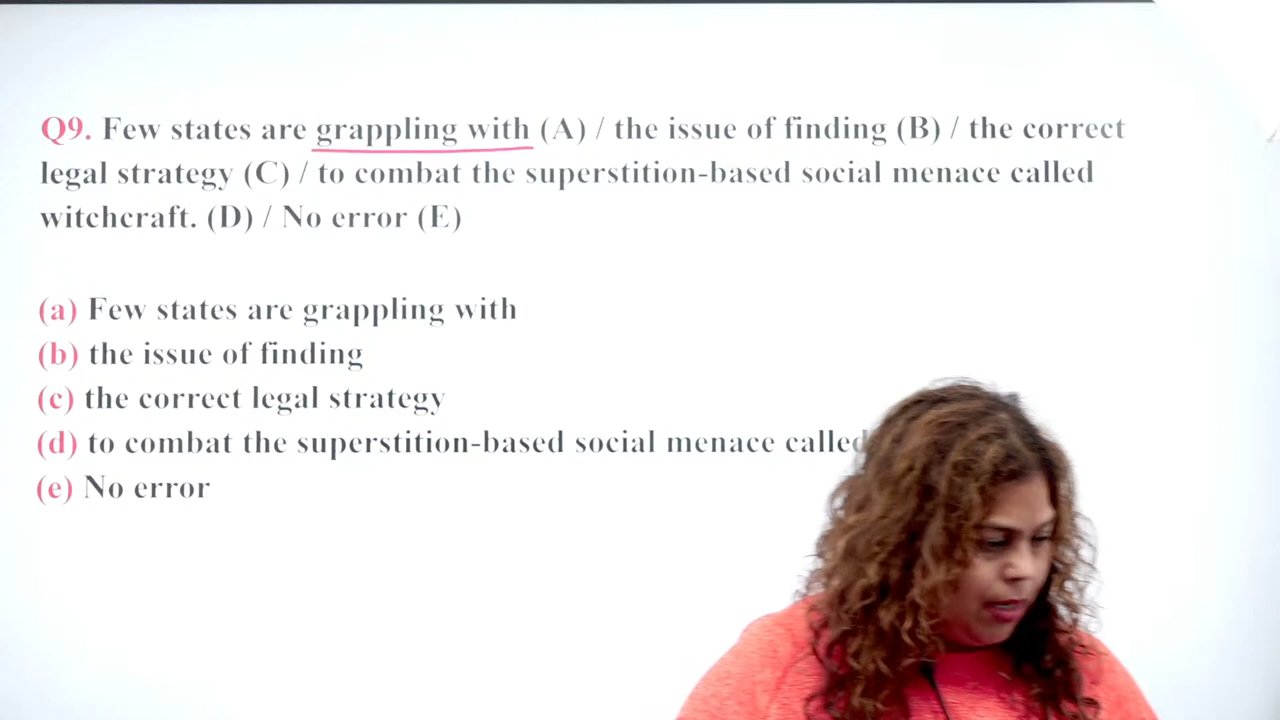 Q9. Few states are grappling with (A) / the issue of finding (B) / the correct
legal strategy (C) / to combat the superstition-based social menace called
witchcraft. (D) / No error (E)
(a) Few states are grappling with
(b) the issue of finding
(c) the correct legal strategy
(d) to combat the superstition-based social menace called
(e) No error